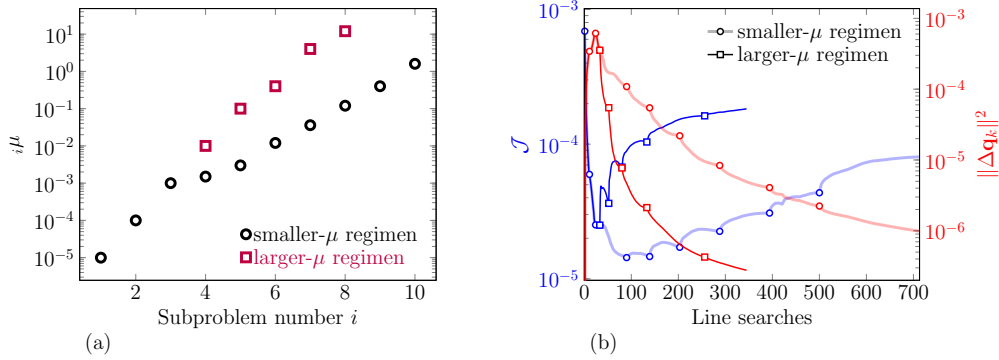 10^1
10^0
10^-1
10^-2
10^-3
10^-4
10^-5
μ_i
2 4 6 8 10
Subproblem number i
smaller-μ regimen
larger-μ regimen
(a)
10^-3
10^-4
10^-5
𝒥
0 100 200 300 400 500 600 700
Line searches
smaller-μ regimen
larger-μ regimen
10^-3
10^-4
10^-5
10^-6
||Δq_k||^2
(b)